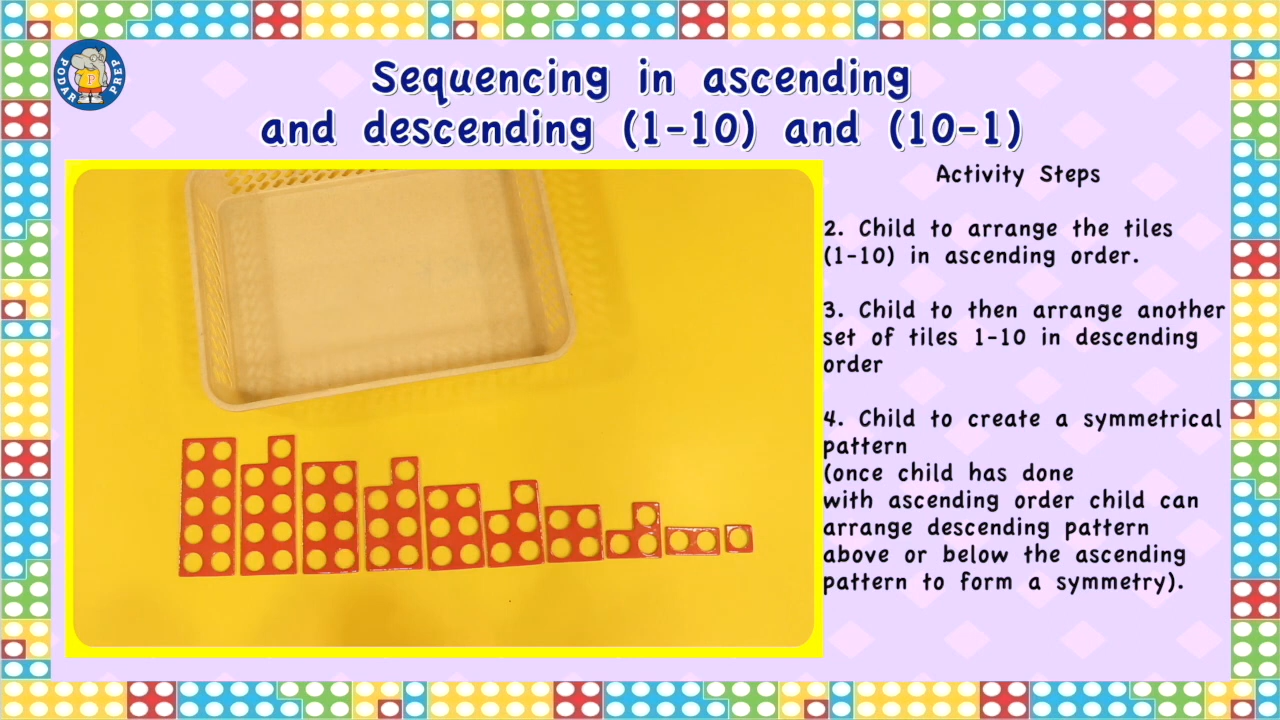 Sequencing in ascending
and descending (1-10) and (10-1)
PODAR PREP
P
Activity Steps
2. Child to arrange the tiles
(1-10) in ascending order.
3. Child to then arrange another
set of tiles 1-10 in descending
order
4. Child to create a symmetrical
pattern
(once child has done
with ascending order child can
arrange descending pattern
above or below the ascending
pattern to form a symmetry).